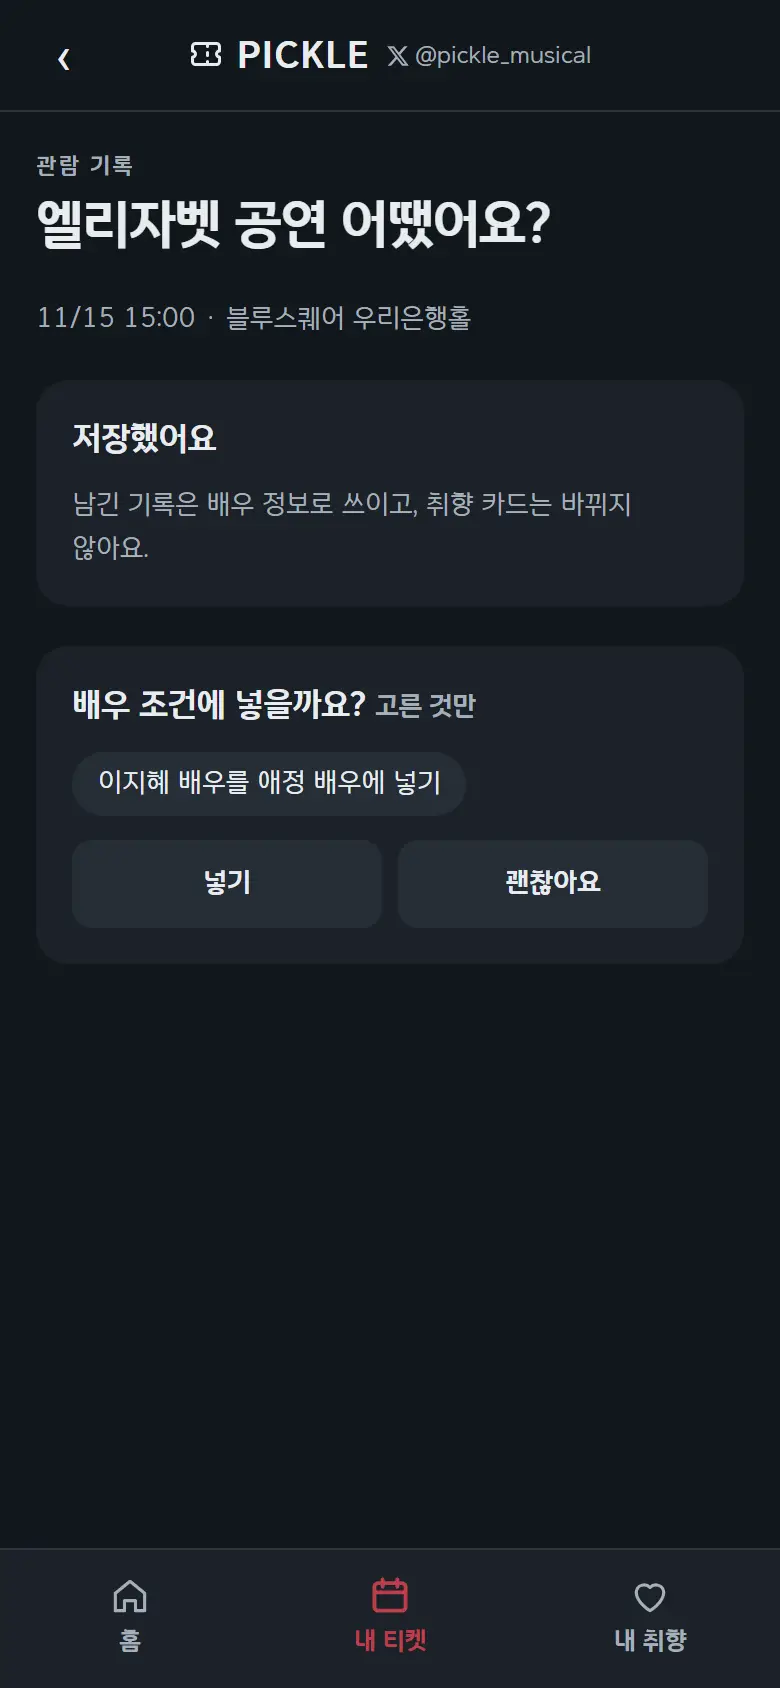 ‹
PICKLE 𝕏 @pickle_musical
관람 기록
엘리자벳 공연 어땠어요?
11/15 15:00 · 블루스퀘어 우리은행홀
저장했어요
남긴 기록은 배우 정보로 쓰이고, 취향 카드는 바뀌지
않아요.
배우 조건에 넣을까요? 고른 것만
이지혜 배우를 애정 배우에 넣기
넣기 괜찮아요
홈 내 티켓 내 취향